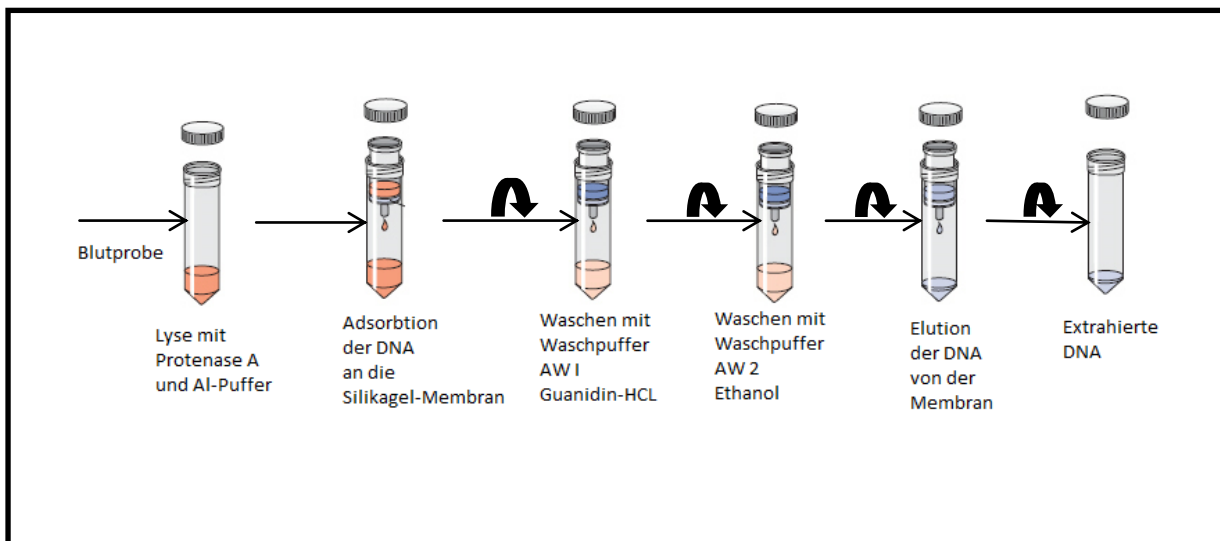 Blutprobe
Lyse mit
Protenase A
und Al-Puffer
Adsorbtion
der DNA
an die
Silikagel-Membran
Waschen mit
Waschpuffer
AW I
Guanidin-HCL
Waschen mit
Waschpuffer
AW 2
Ethanol
Elution
der DNA
von der
Membran
Extrahierte
DNA